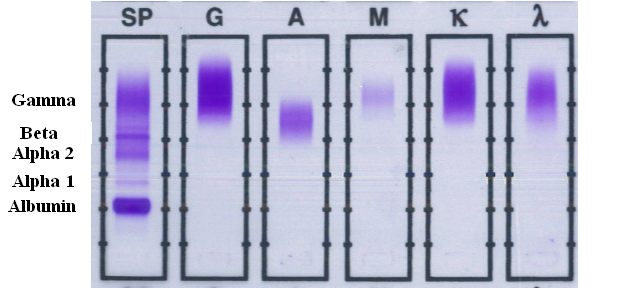 SP G A M κ λ
Gamma
Beta
Alpha 2
Alpha 1
Albumin